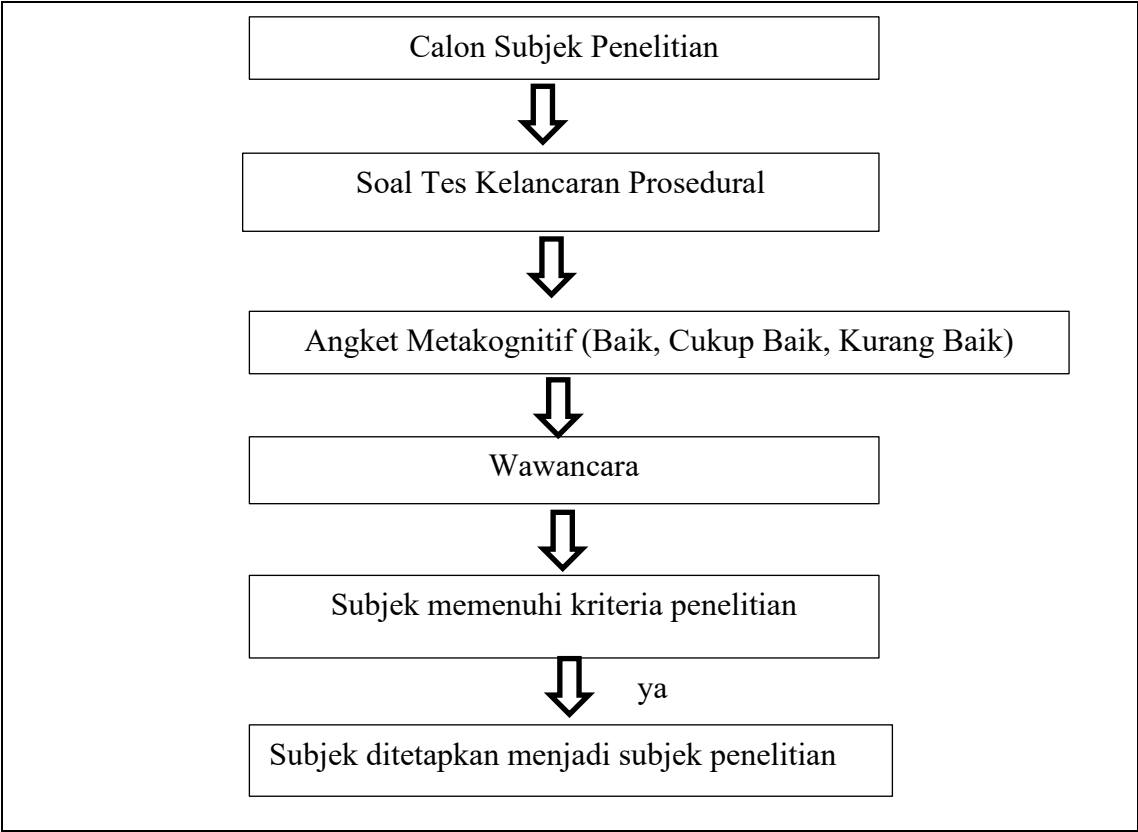 Calon Subjek Penelitian
Soal Tes Kelancaran Prosedural
Angket Metakognitif (Baik, Cukup Baik, Kurang Baik)
Wawancara
Subjek memenuhi kriteria penelitian
ya
Subjek ditetapkan menjadi subjek penelitian